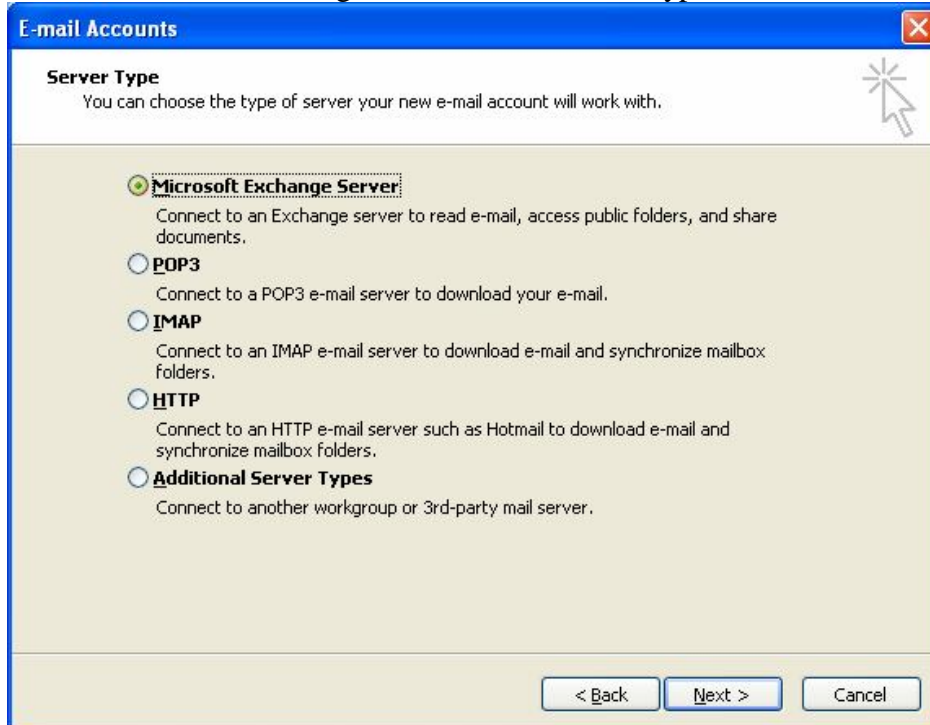 E-mail Accounts
Server Type
You can choose the type of server your new e-mail account will work with.
Microsoft Exchange Server
Connect to an Exchange server to read e-mail, access public folders, and share
documents.
POP3
Connect to a POP3 e-mail server to download your e-mail.
IMAP
Connect to an IMAP e-mail server to download e-mail and synchronize mailbox
folders.
HTTP
Connect to an HTTP e-mail server such as Hotmail to download e-mail and
synchronize mailbox folders.
Additional Server Types
Connect to another workgroup or 3rd-party mail server.
< Back Next > Cancel